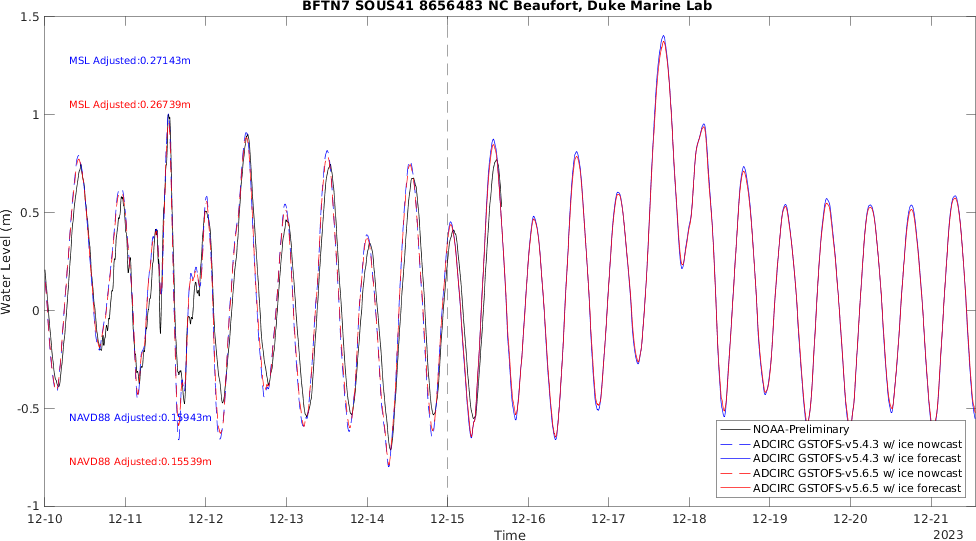 BFTN7 SOUS41 8656483 NC Beaufort, Duke Marine Lab
1.5
1
0.5
0
-0.5
-1
Water Level (m)
MSL Adjusted:0.27143m
MSL Adjusted:0.26739m
NAVD88 Adjusted:0.15943m
NAVD88 Adjusted:0.15539m
NOAA-Preliminary
ADCIRC GSTOFS-v5.4.3 w/ ice nowcast
ADCIRC GSTOFS-v5.4.3 w/ ice forecast
ADCIRC GSTOFS-v5.6.5 w/ ice nowcast
ADCIRC GSTOFS-v5.6.5 w/ ice forecast
12-10 12-11 12-12 12-13 12-14 12-15 12-16 12-17 12-18 12-19 12-20 12-21
Time
2023